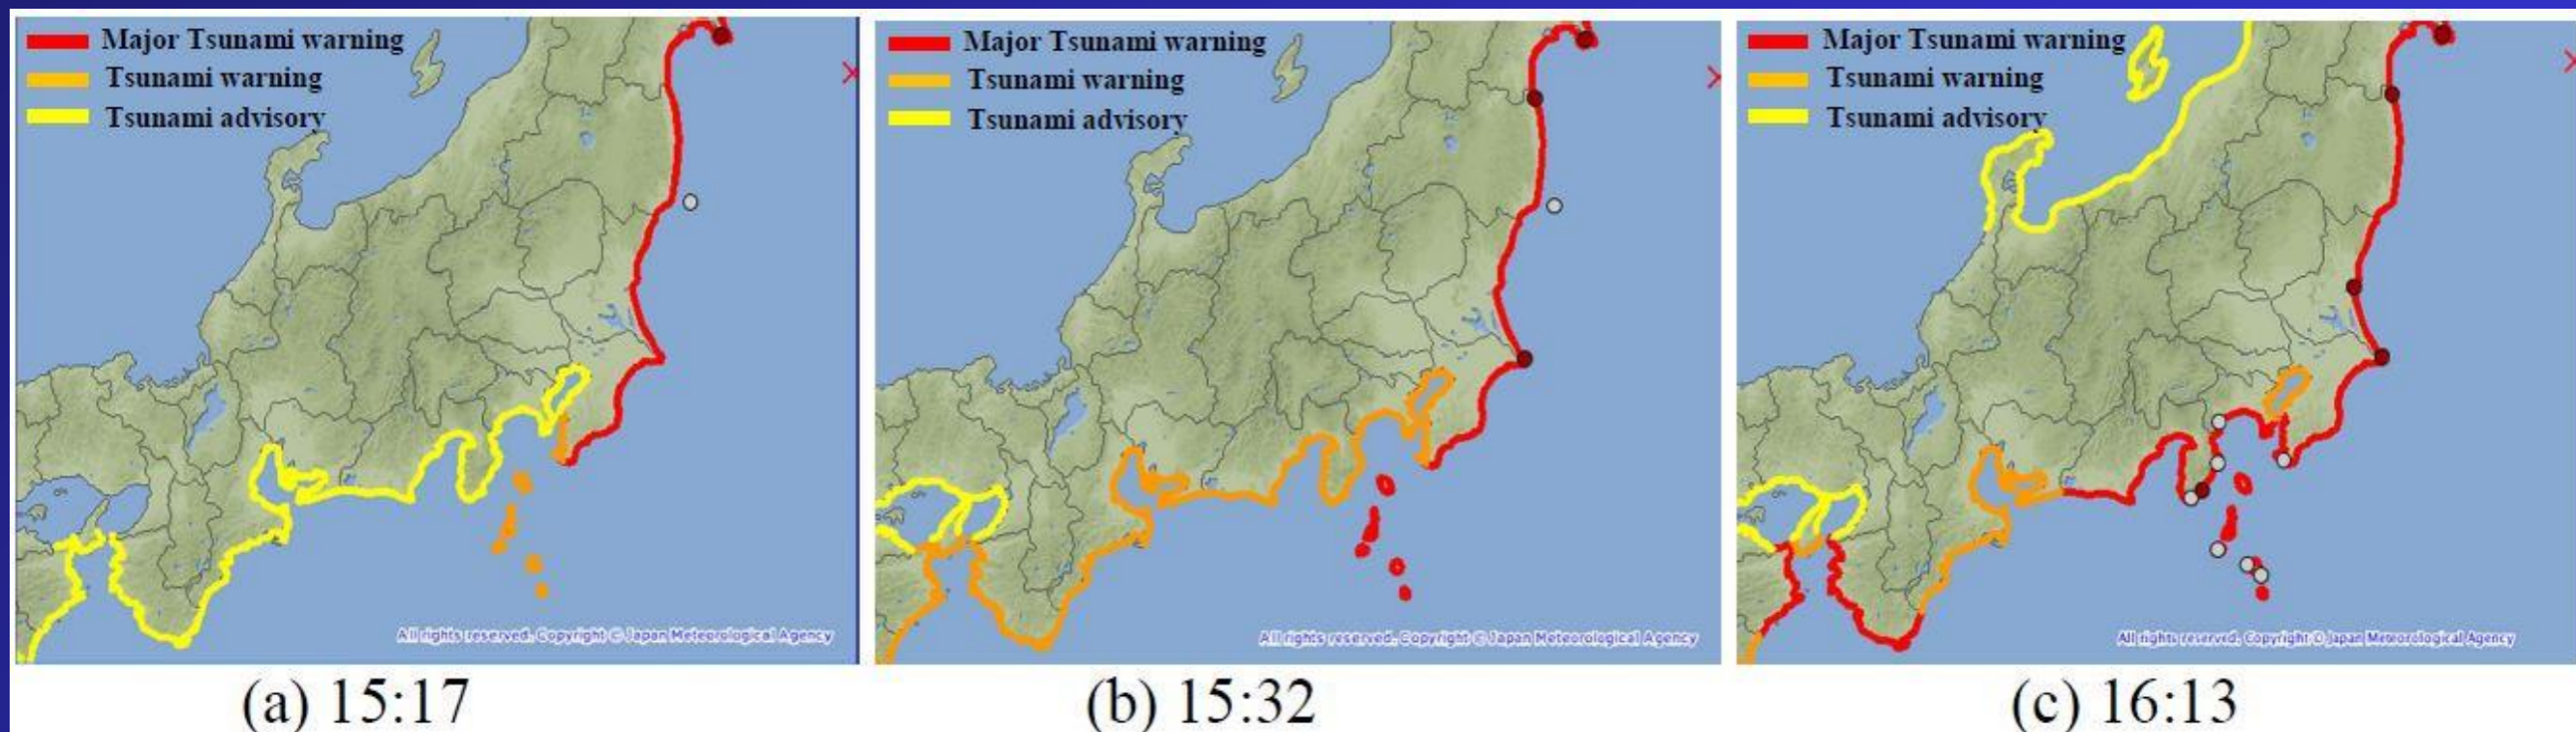 Major Tsunami warning
Tsunami warning
Tsunami advisory
All rights reserved. Copyright © Japan Meteorological Agency
(a) 15:17
Major Tsunami warning
Tsunami warning
Tsunami advisory
All rights reserved. Copyright © Japan Meteorological Agency
(b) 15:32
Major Tsunami warning
Tsunami warning
Tsunami advisory
All rights reserved. Copyright © Japan Meteorological Agency
(c) 16:13